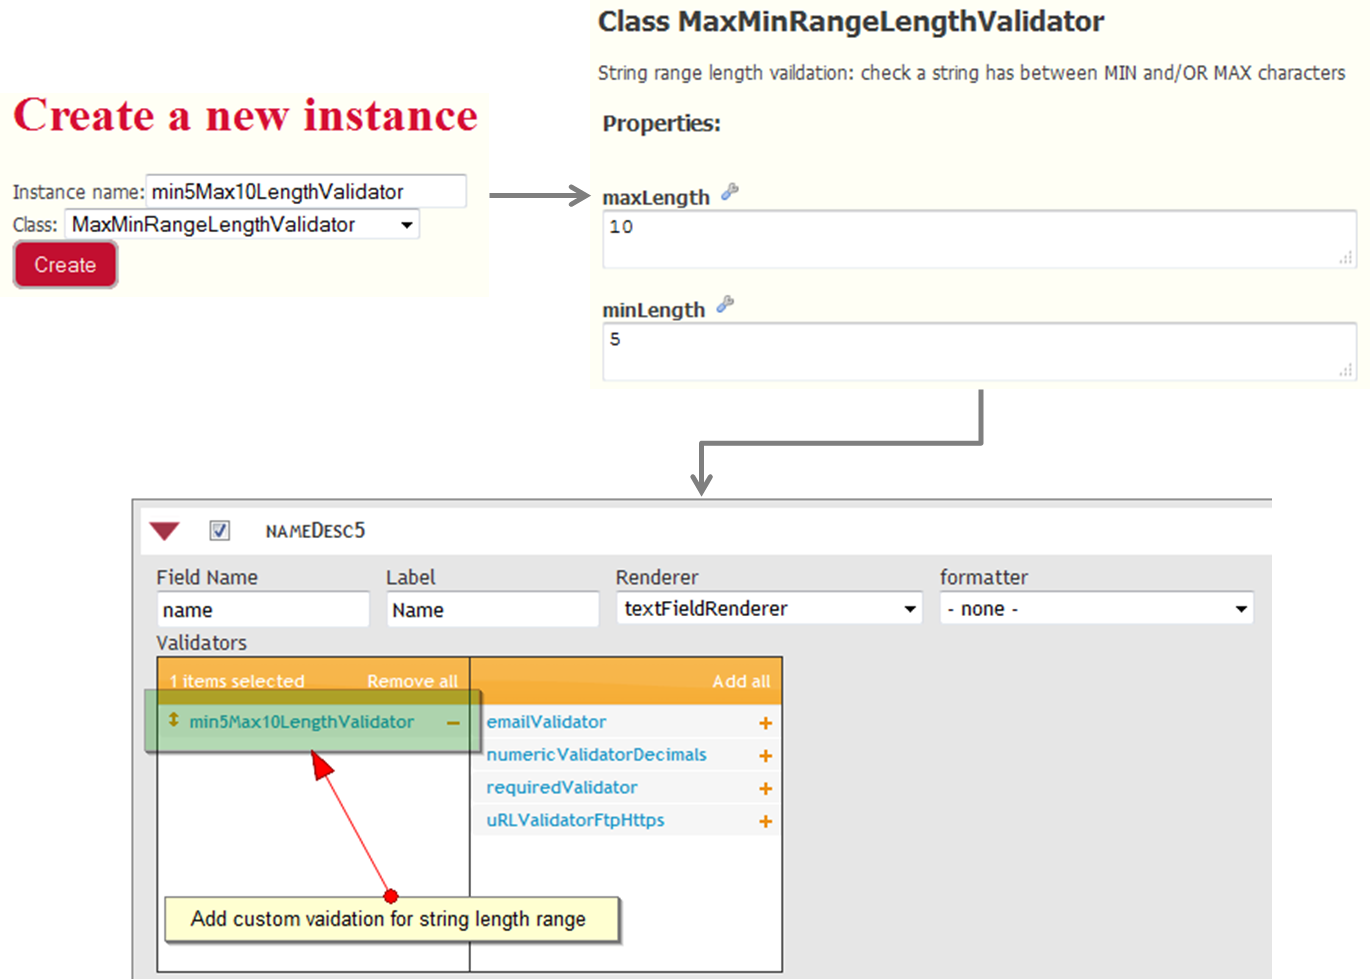 Class MaxMinRangeLengthValidator
String range length vaildation: check a string has between MIN and/OR MAX characters
Properties:
maxLength
10
minLength
5
Create a new instance
Instance name: min5Max10LengthValidator
Class: MaxMinRangeLengthValidator
Create
NAMEDESC5
Field Name Label Renderer formatter
name Name textFieldRenderer - none -
Validators
1 items selected Remove all Add all
min5Max10LengthValidator – emailValidator +
numericValidatorDecimals +
requiredValidator +
uRLValidatorFtpHttps +
Add custom vaidation for string length range